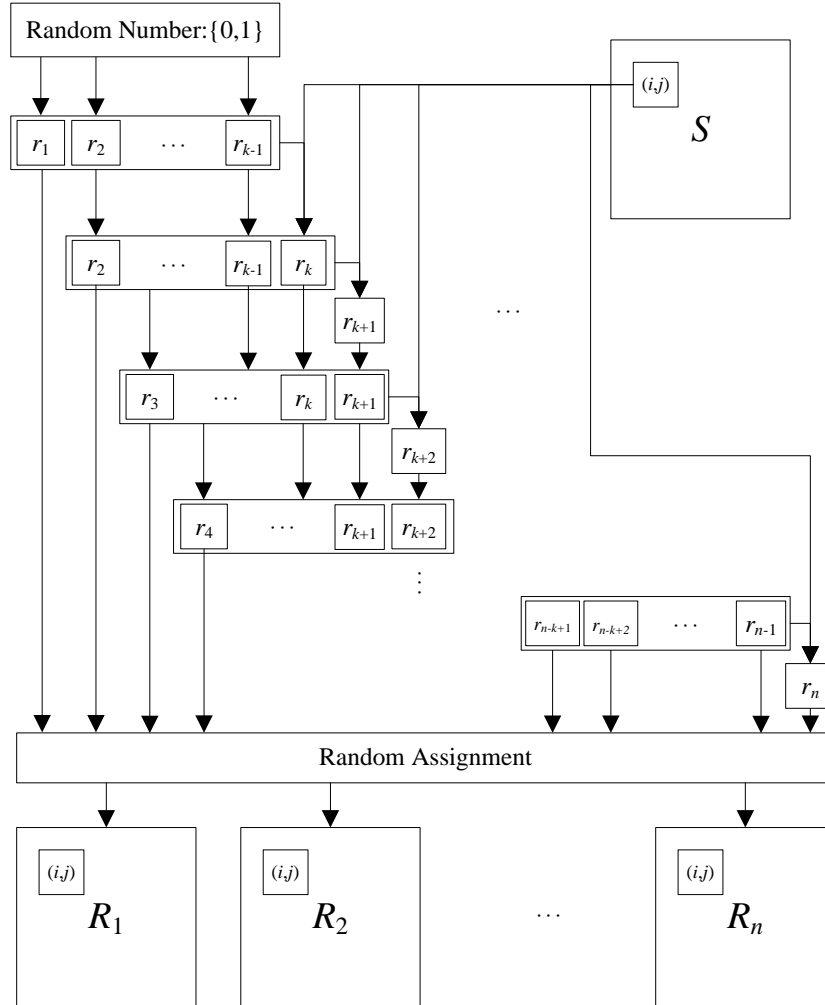 Random Number:{0,1}
(i,j)
S
r₁ r₂ ··· rₖ₋₁
r₂ ··· rₖ₋₁ rₖ
rₖ₊₁
···
r₃ ··· rₖ rₖ₊₁
rₖ₊₂
r₄ ··· rₖ₊₁ rₖ₊₂
⋮
rₙ₋ₖ₊₁ rₙ₋ₖ₊₂ ··· rₙ₋₁
rₙ
Random Assignment
(i,j) (i,j) (i,j)
R₁ R₂ ··· Rₙ